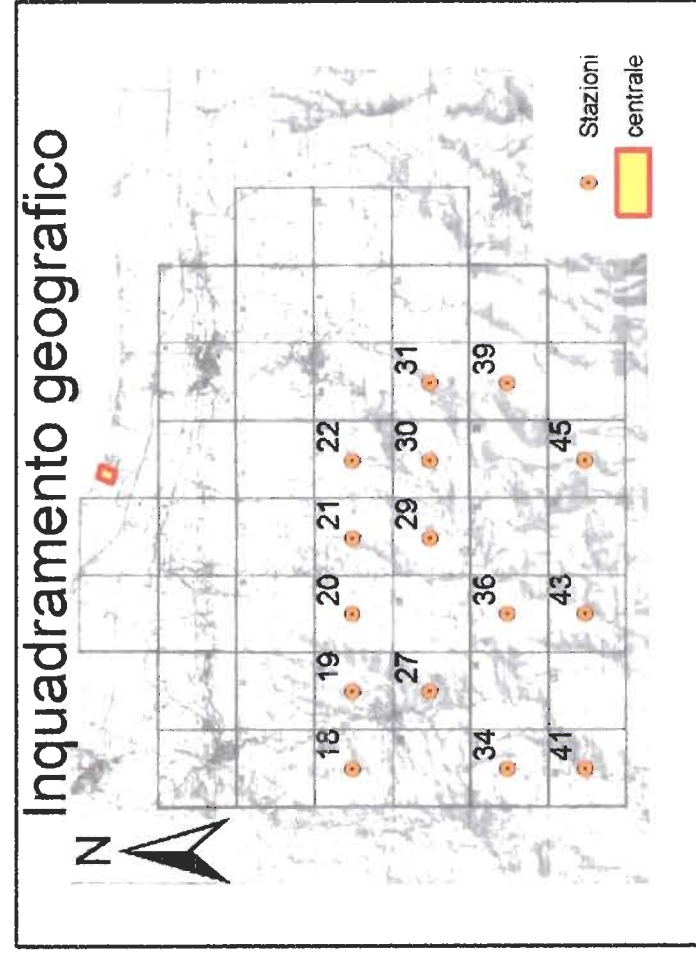 Inquadramento geografico
N
18 19 20 21 22
27 29 30 31
34 36 39
41 43 45
Stazioni
centrale